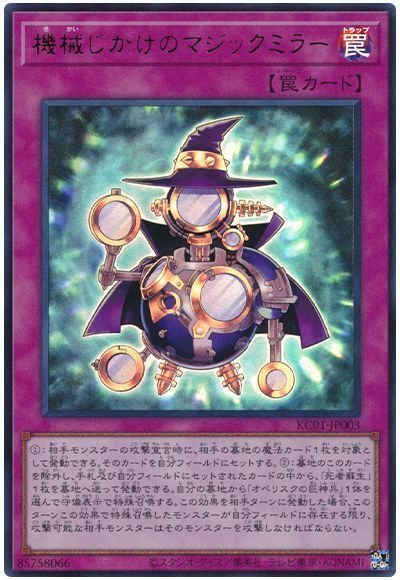 機械じかけのマジックミラー
罠
トラップ
【罠カード】
KC01-JP003
①:相手モンスターの攻撃宣言時に、相手の墓地の魔法カード1枚を対象と
して発動できる。そのカードを自分フィールドにセットする。②:墓地のこのカード
を除外し、手札及び自分フィールドにセットされたカードの中から、「死者蘇生」
1枚を墓地へ送って発動できる。自分の墓地から「オベリスクの巨神兵」1体を
選んで守備表示で特殊召喚する。この効果を相手ターンに発動した場合、この
ターンこの効果で特殊召喚したモンスターが自分フィールドに存在する限り、
攻撃可能な相手モンスターはそのモンスターを攻撃しなければならない。
85758066
©スタジオ・ダイス/集英社・テレビ東京・KONAMI